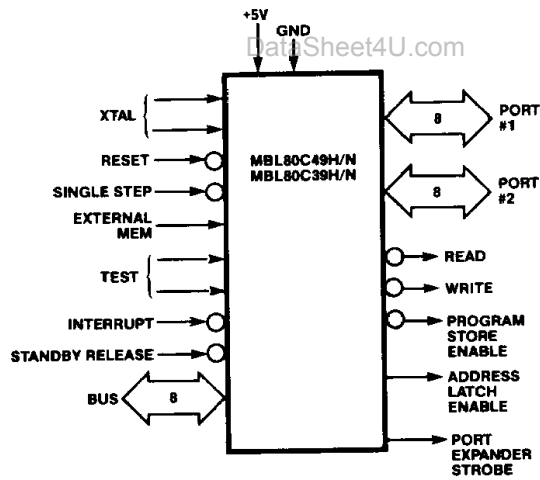 +5V
GND
DataSheet4U.com
XTAL
RESET
SINGLE STEP
EXTERNAL
MEM
TEST
INTERRUPT
STANDBY RELEASE
BUS
8
MBL80C49H/N
MBL80C39H/N
8
PORT
#1
8
PORT
#2
READ
WRITE
PROGRAM
STORE
ENABLE
ADDRESS
LATCH
ENABLE
PORT
EXPANDER
STROBE